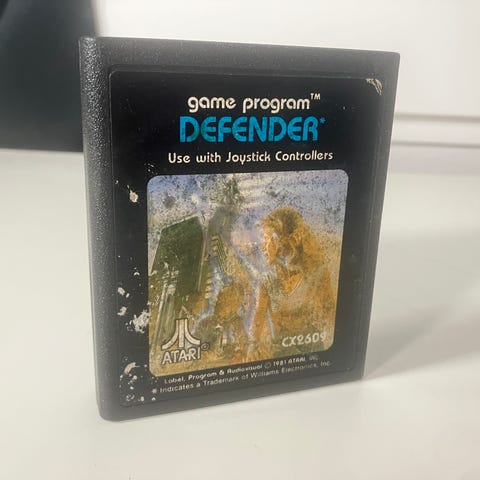 game program™
DEFENDER*
Use with Joystick Controllers
CX2609
ATARI®
Label, Program & Audiovisual © 1981 ATARI, INC.
* Indicates a Trademark of Williams Electronics, Inc.